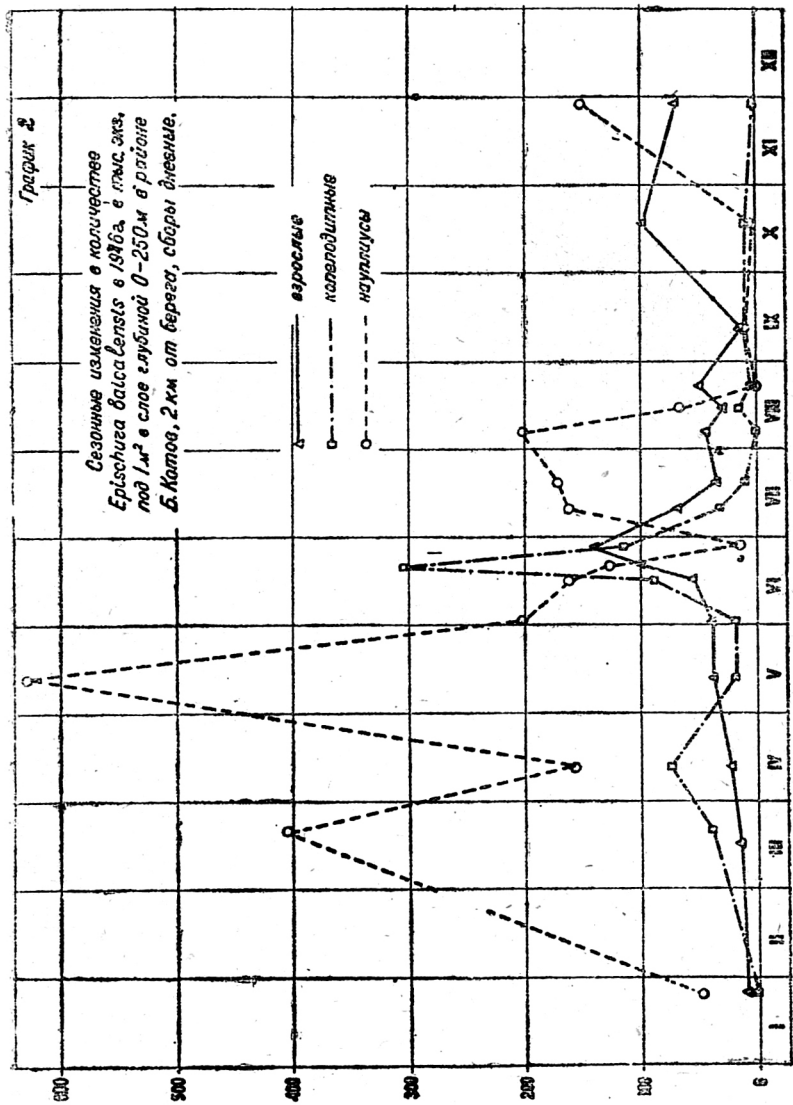 График 2
Сезонные изменения в количестве
Epischura baicalensis в 1946г. в тыс. экз.
под 1 м² в слое глубиной 0-250м в районе
Б. Котов, 2 км от берега, сборы дневные.
взрослые
копеподитные
науплиусы
600
500
400
300
200
100
0
I
II
III
IV
V
VI
VII
VIII
IX
X
XI
XII